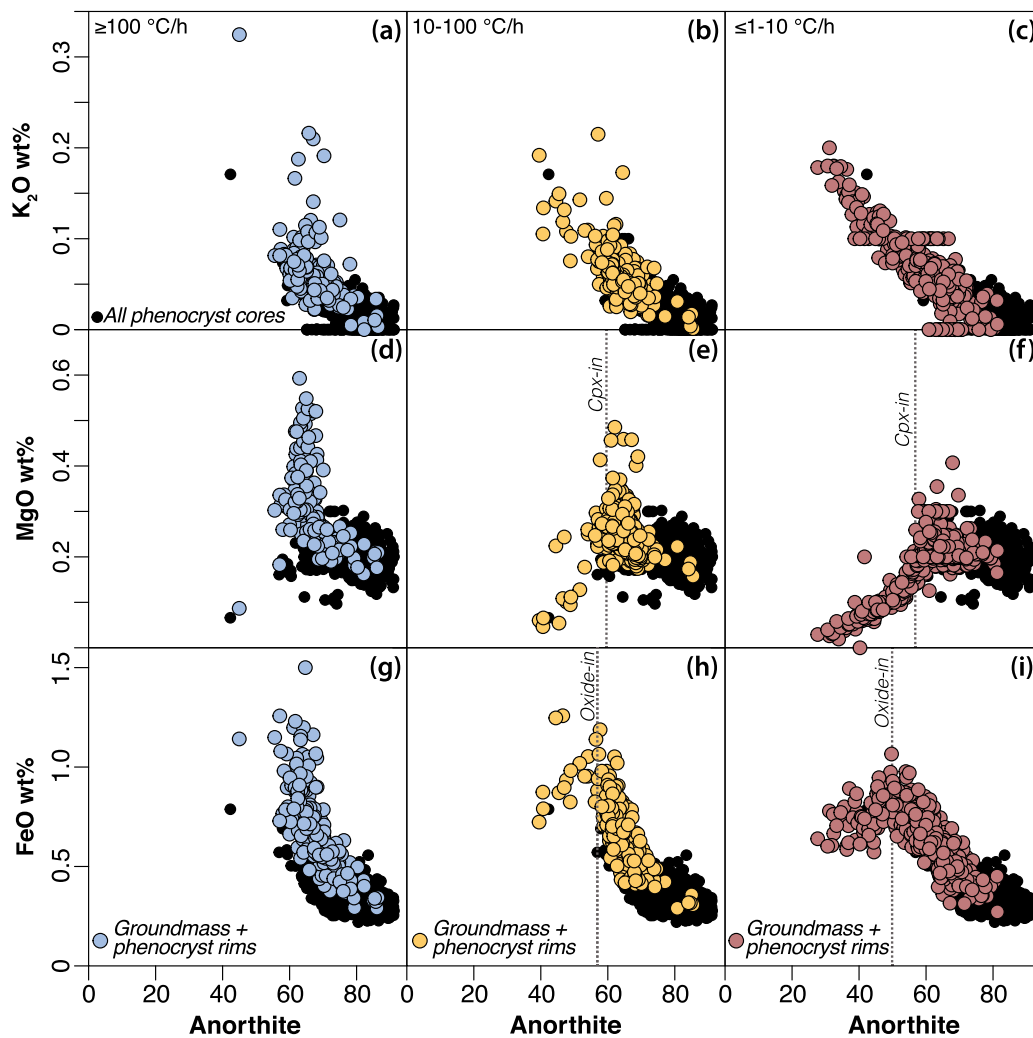 ≥100 °C/h (a) 10-100 °C/h (b) ≤1-10 °C/h (c)
0.3
0.2
0.1
0
K₂O wt%
All phenocryst cores
(d) (e) (f)
Cpx-in
Cpx-in
0.6
0.4
0.2
MgO wt%
(g) (h) (i)
Oxide-in
Oxide-in
1.5
1.0
0.5
0
FeO wt%
Groundmass + Groundmass + Groundmass +
phenocryst rims phenocryst rims phenocryst rims
0 20 40 60 80 0 20 40 60 80 0 20 40 60 80
Anorthite Anorthite Anorthite